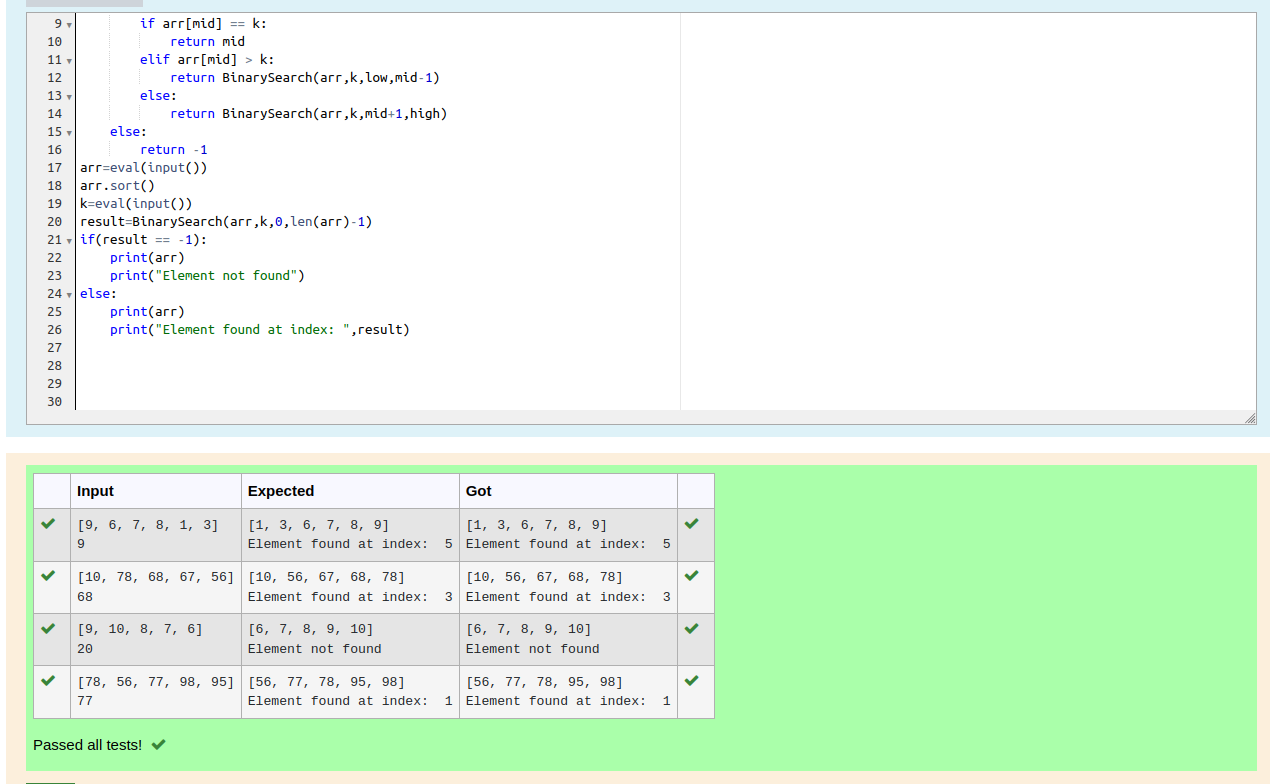 9 if arr[mid] == k:
10 return mid
11 elif arr[mid] > k:
12 return BinarySearch(arr,k,low,mid-1)
13 else:
14 return BinarySearch(arr,k,mid+1,high)
15 else:
16 return -1
17 arr=eval(input())
18 arr.sort()
19 k=eval(input())
20 result=BinarySearch(arr,k,0,len(arr)-1)
21 if(result == -1):
22 print(arr)
23 print("Element not found")
24 else:
25 print(arr)
26 print("Element found at index: ",result)
27
28
29
30
Input Expected Got
[9, 6, 7, 8, 1, 3] [1, 3, 6, 7, 8, 9] [1, 3, 6, 7, 8, 9]
9 Element found at index:  5 Element found at index:  5
[10, 78, 68, 67, 56] [10, 56, 67, 68, 78] [10, 56, 67, 68, 78]
68 Element found at index:  3 Element found at index:  3
[9, 10, 8, 7, 6] [6, 7, 8, 9, 10] [6, 7, 8, 9, 10]
20 Element not found Element not found
[78, 56, 77, 98, 95] [56, 77, 78, 95, 98] [56, 77, 78, 95, 98]
77 Element found at index:  1 Element found at index:  1
Passed all tests!